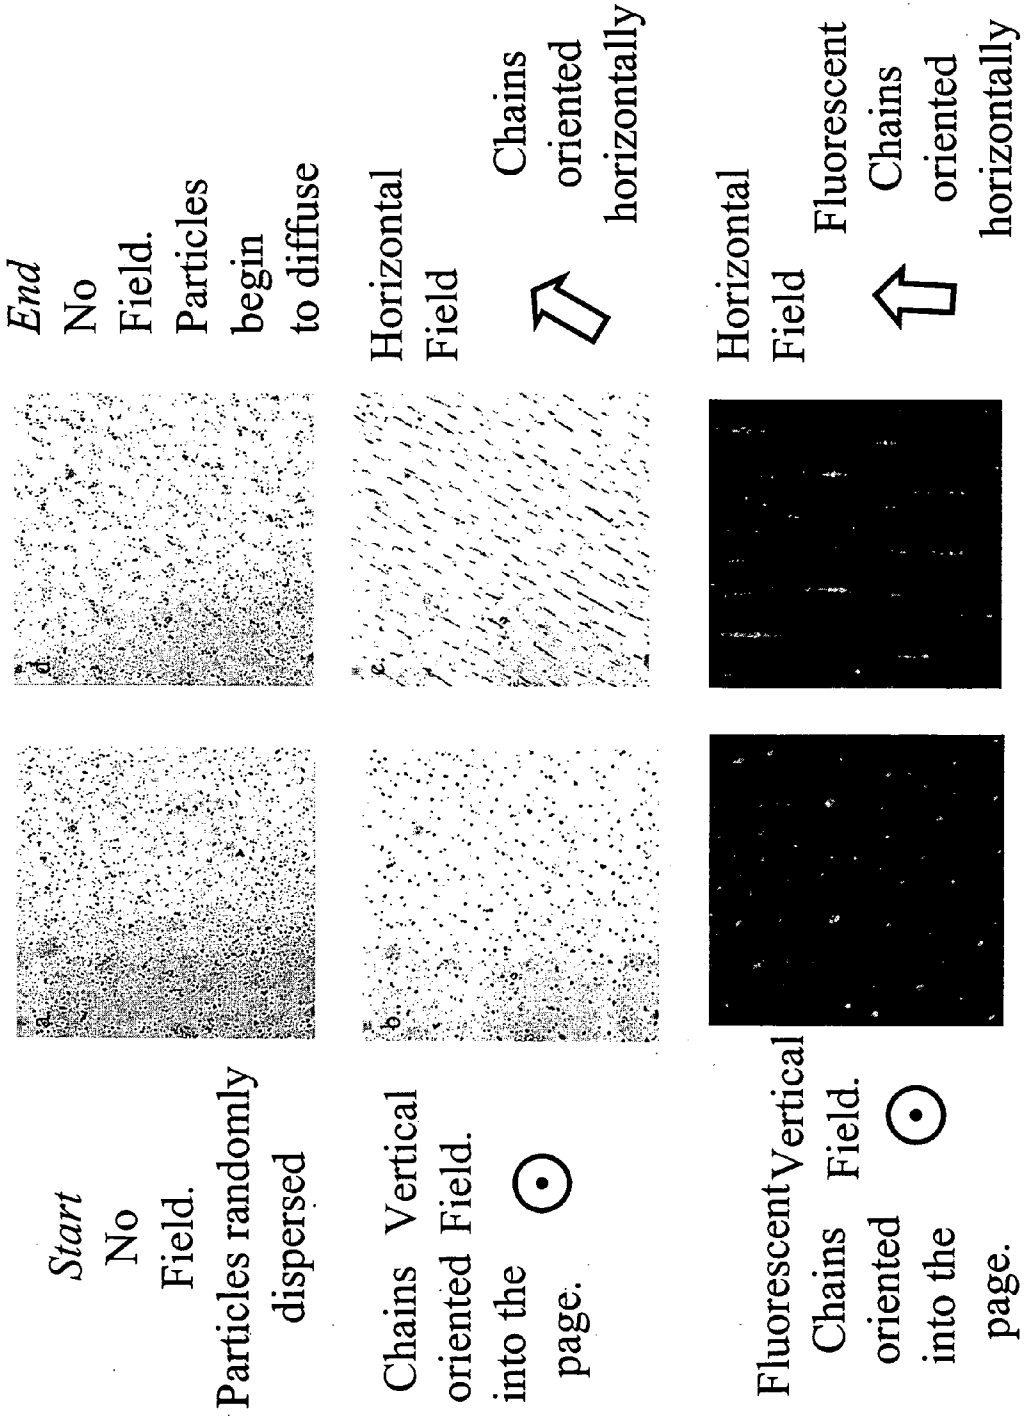 Start
No
Field.
Particles randomly
dispersed
a.
d.
End
No
Field.
Particles
begin
to diffuse
Chains Vertical
oriented Field.
into the
page.
b.
c.
Horizontal
Field
Chains
oriented
horizontally
Fluorescent Vertical
Chains Field.
oriented
into the
page.
Horizontal
Field
Fluorescent
Chains
oriented
horizontally